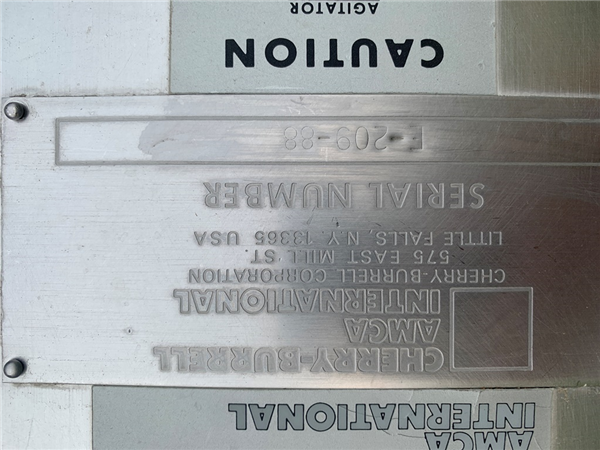 AMCA
INTERNATIONAL
CHERRY-BURRELL
AMCA
INTERNATIONAL
CHERRY-BURRELL CORPORATION
575 EAST MILL ST.
LITTLE FALLS, N.Y. 13365 USA
SERIAL NUMBER
E-209-88
CAUTION
AGITATOR